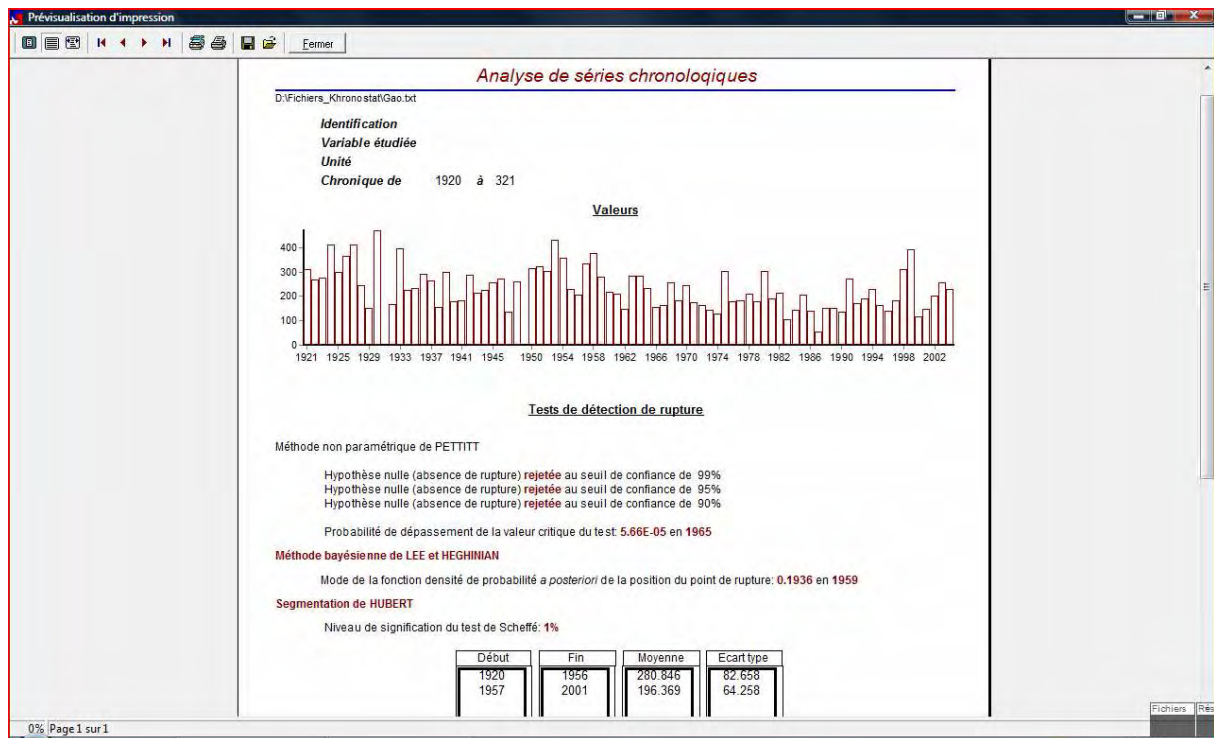 Prévisualisation d'impression
Fermer
Analyse de séries chronologiques
D:\Fichiers_Khronostat\Gao.txt
Identification
Variable étudiée
Unité
Chronique de 1920 à 321
Valeurs
400
300
200
100
0
1921 1925 1929 1933 1937 1941 1945 1950 1954 1958 1962 1966 1970 1974 1978 1982 1986 1990 1994 1998 2002
Tests de détection de rupture
Méthode non paramétrique de PETTITT
Hypothèse nulle (absence de rupture) rejetée au seuil de confiance de 99%
Hypothèse nulle (absence de rupture) rejetée au seuil de confiance de 95%
Hypothèse nulle (absence de rupture) rejetée au seuil de confiance de 90%
Probabilité de dépassement de la valeur critique du test: 5.66E-05 en 1965
Méthode bayésienne de LEE et HEGHINIAN
Mode de la fonction densité de probabilité a posteriori de la position du point de rupture: 0.1936 en 1959
Segmentation de HUBERT
Niveau de signification du test de Scheffé: 1%
Début Fin Moyenne Ecart type
1920 1956 280.846 82.658
1957 2001 196.369 64.258
Fichiers Rés
0% Page 1 sur 1